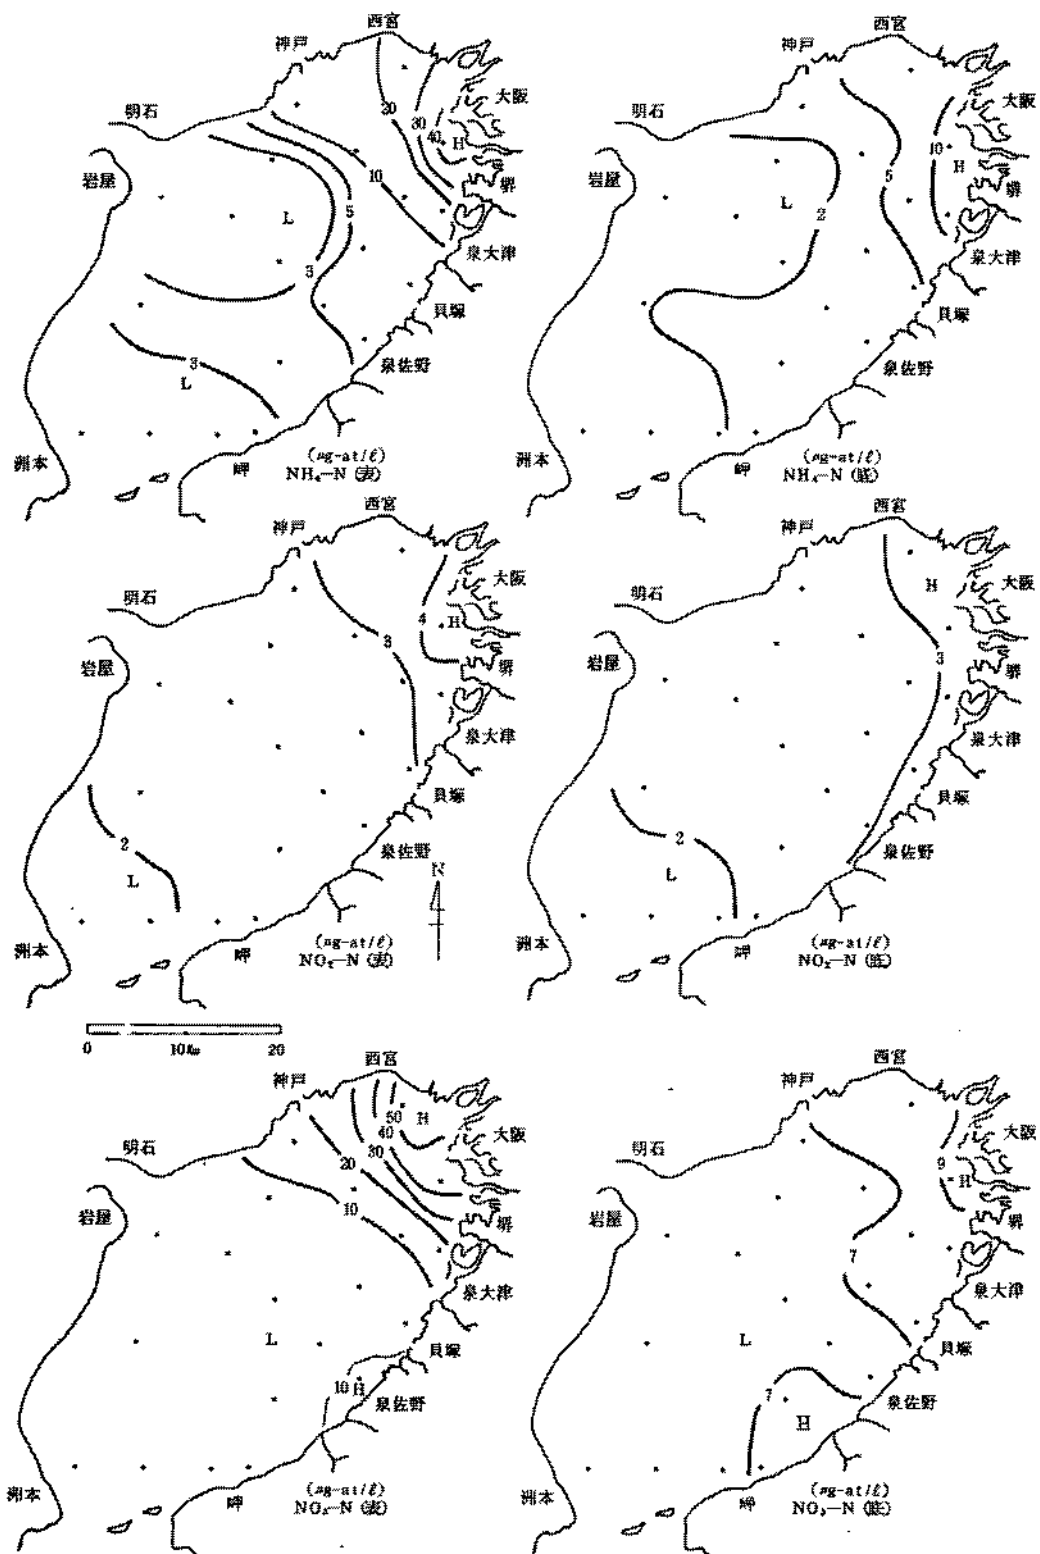 西宮
神戸
大阪
明石
20
30
40
H
岩屋
10
堺
L
5
泉大津
3
貝塚
3
泉佐野
L
洲本
岬
(μg-at/ℓ)
NH₄-N (表)
西宮
神戸
大阪
明石
10
H
岩屋
5
堺
L
2
泉大津
貝塚
泉佐野
洲本
岬
(μg-at/ℓ)
NH₄-N (底)
西宮
神戸
大阪
明石
4
H
3
岩屋
堺
泉大津
貝塚
2
泉佐野
L
N
洲本
岬
(μg-at/ℓ)
NO₂-N (表)
西宮
神戸
大阪
H
明石
3
岩屋
堺
泉大津
貝塚
2
泉佐野
L
洲本
岬
(μg-at/ℓ)
NO₂-N (底)
0 10km 20
西宮
神戸
50 H
40
大阪
明石
30
20
10
岩屋
堺
泉大津
L
貝塚
10 H
泉佐野
洲本
岬
(μg-at/ℓ)
NO₃-N (表)
西宮
神戸
大阪
明石
9
H
岩屋
堺
7
泉大津
L
貝塚
7
泉佐野
H
洲本
岬
(μg-at/ℓ)
NO₃-N (底)